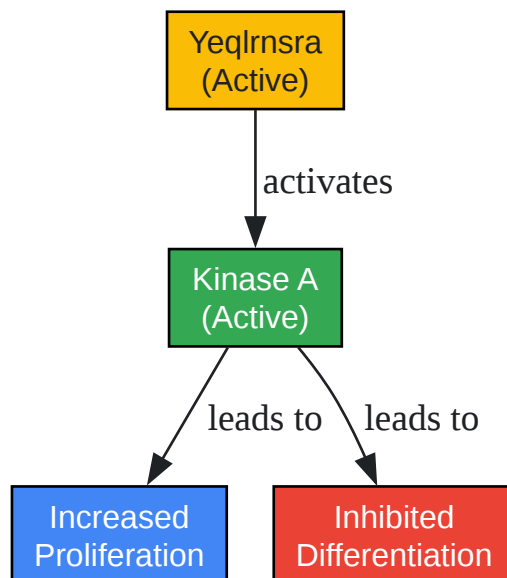 Yeqlrnsra
(Active)
activates
Kinase A
(Active)
leads to
leads to
Increased
Proliferation
Inhibited
Differentiation